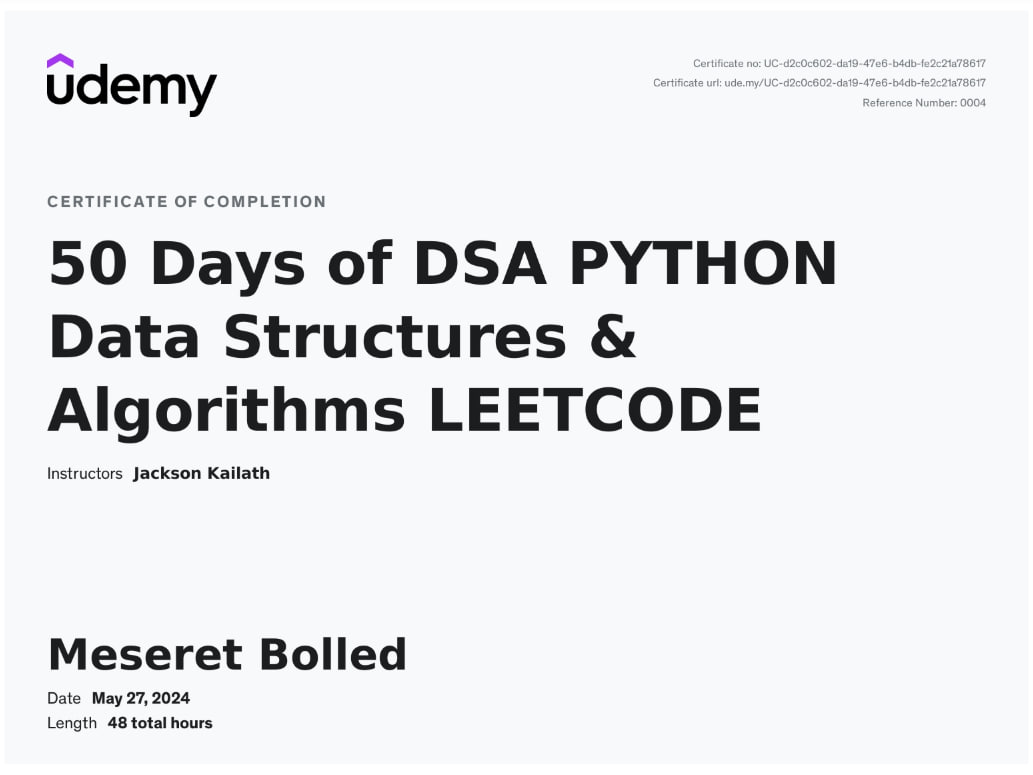 udemy
Certificate no: UC-d2c0c602-da19-47e6-b4db-fe2c21a78617
Certificate url: ude.my/UC-d2c0c602-da19-47e6-b4db-fe2c21a78617
Reference Number: 0004
CERTIFICATE OF COMPLETION
50 Days of DSA PYTHON
Data Structures &
Algorithms LEETCODE
Instructors Jackson Kailath
Meseret Bolled
Date May 27, 2024
Length 48 total hours